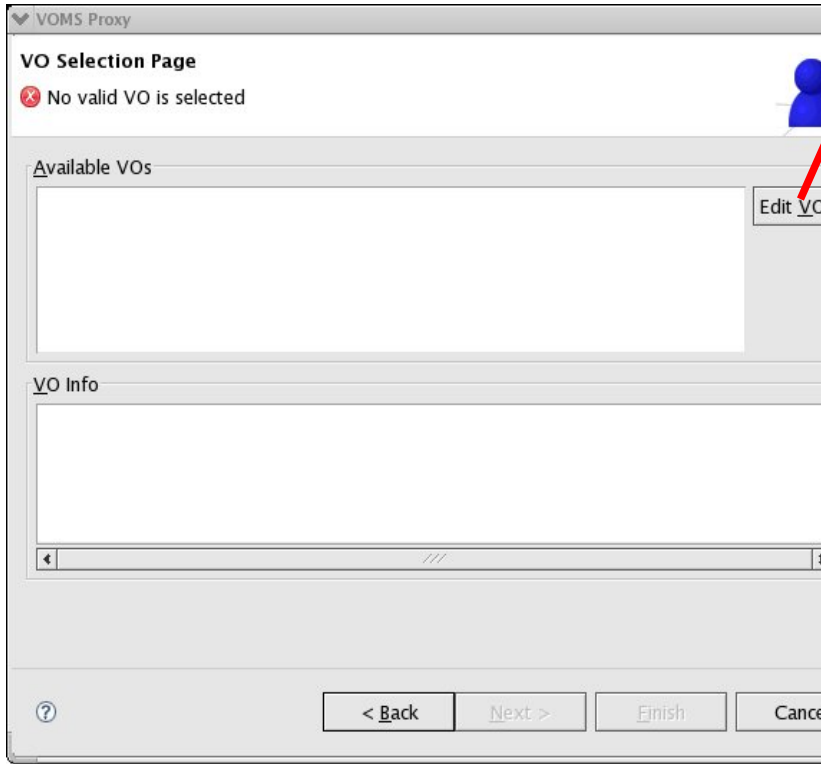 VOMS Proxy
VO Selection Page
No valid VO is selected
Available VOs
Edit VO
VO Info
?
< Back
Next >
Finish
Cance